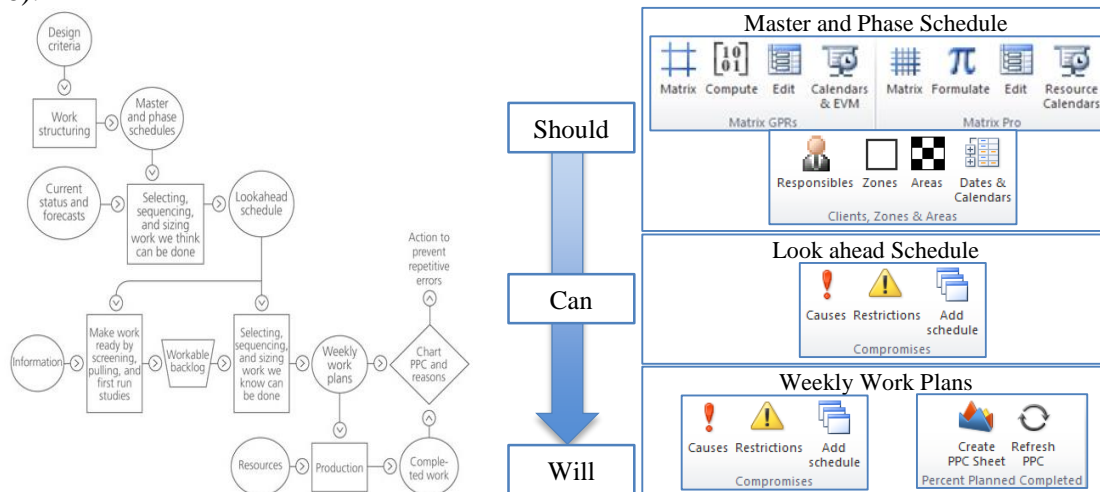 Design
criteria
Work
structuring
Master
and phase
schedules
Current
status and
forecasts
Selecting,
sequencing,
and sizing
work we think
can be done
Lookahead
schedule
Action to
prevent
repetitive
errors
Information
Make work
ready by
screening,
pulling, and
first run
studies
Workable
backlog
Selecting,
sequencing,
and sizing
work we
know can
be done
Weekly
work
plans
Chart
PPC and
reasons
Resources
Production
Comple-
ted work
Should
Can
Will
Master and Phase Schedule
Matrix Compute Edit Calendars
& EVM
Matrix GPRs
Matrix Formulate Edit Resource
Calendars
Matrix Pro
Responsibles Zones Areas Dates &
Calendars
Clients, Zones & Areas
Look ahead Schedule
Causes Restrictions Add
schedule
Compromises
Weekly Work Plans
Causes Restrictions Add
schedule
Compromises
Create Refresh
PPC Sheet PPC
Percent Planned Completed